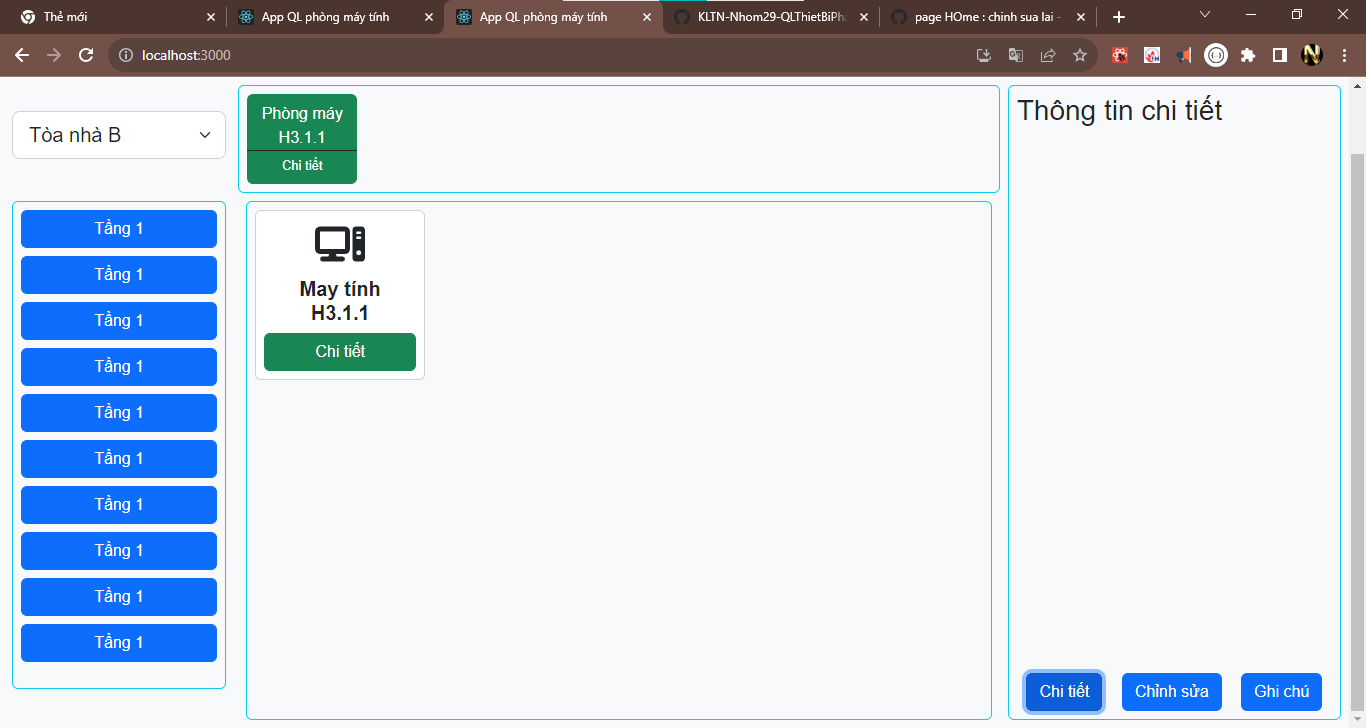 Thẻ mới
App QL phòng máy tính
App QL phòng máy tính
KLTN-Nhom29-QLThietBiPh
page HOme : chinh sua lai -
localhost:3000
Tòa nhà B
Tầng 1
Tầng 1
Tầng 1
Tầng 1
Tầng 1
Tầng 1
Tầng 1
Tầng 1
Tầng 1
Tầng 1
Phòng máy
H3.1.1
Chi tiết
May tính
H3.1.1
Chi tiết
Thông tin chi tiết
Chi tiết
Chỉnh sửa
Ghi chú